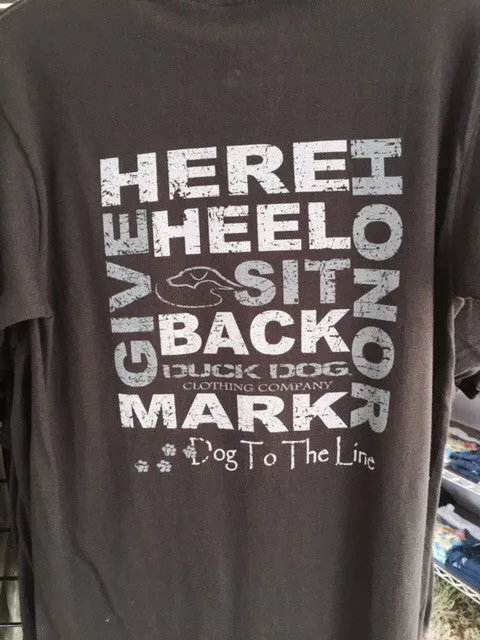 HERE
GIVE
HEEL
HONOR
SIT
BACK
DUCK DOG
CLOTHING COMPANY
MARK
Dog To The Line